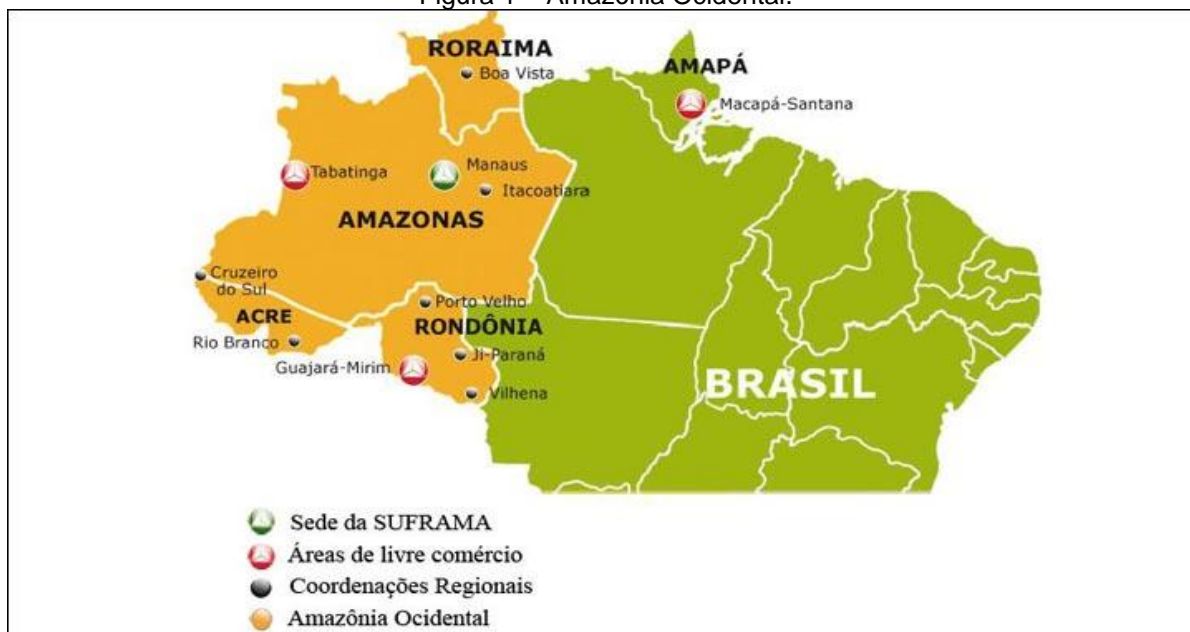 Figura 1 – Amazônia Ocidental.
RORAIMA
Boa Vista
AMAPÁ
Macapá-Santana
Tabatinga
Manaus
Itacoatiara
AMAZONAS
Cruzeiro
do Sul
Porto Velho
ACRE
RONDÔNIA
Rio Branco
Ji-Paraná
Guajará-Mirim
BRASIL
Vilhena
Sede da SUFRAMA
Áreas de livre comércio
Coordenações Regionais
Amazônia Ocidental